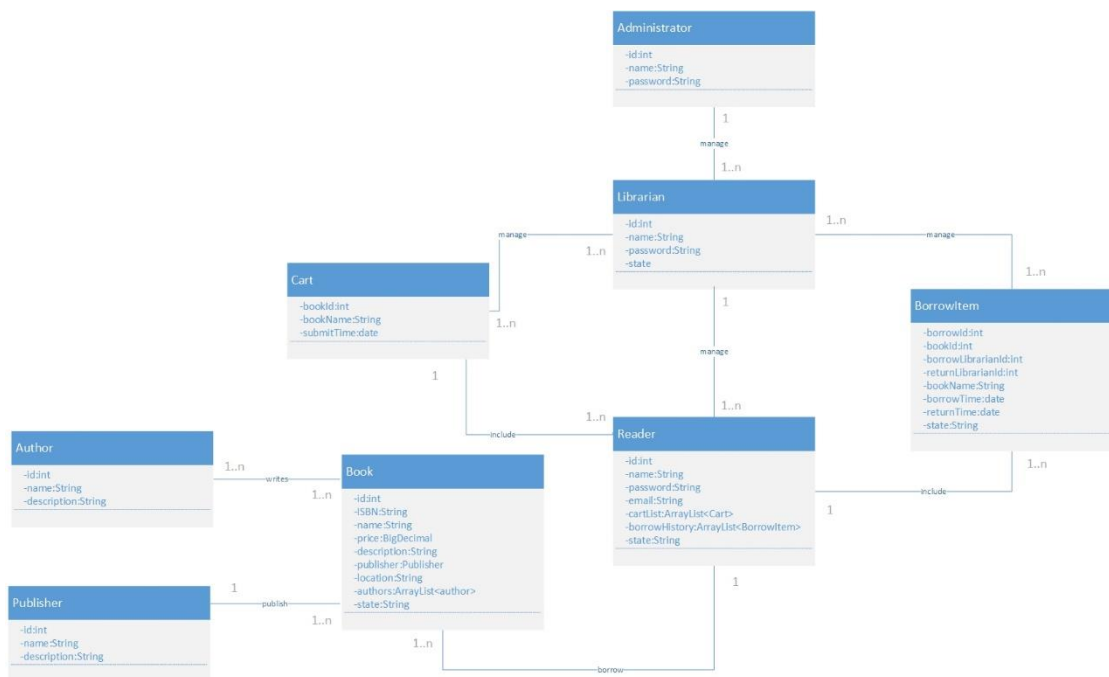 Administrator
-id:int
-name:String
-password:String
1
manage
1..n
Librarian
-id:int
-name:String
-password:String
-state
1..n
manage
1..n
manage
1..n
1..n
1
manage
1..n
Cart
-bookId:int
-bookName:String
-submitTime:date
1
include
1..n
BorrowItem
-borrowId:int
-bookId:int
-borrowLibrarianId:int
-returnLibrarianId:int
-bookName:String
-borrowTime:date
-returnTime:date
-state:String
1..n
include
1
Reader
-id:int
-name:String
-password:String
-email:String
-cartList:ArrayList<Cart>
-borrowHistory:ArrayList<BorrowItem>
-state:String
1
borrow
1..n
Author
-id:int
-name:String
-description:String
1..n
writes
1..n
Book
-id:int
-ISBN:String
-name:String
-price:BigDecimal
-description:String
-publisher:Publisher
-location:String
-authors:ArrayList<author>
-state:String
Publisher
-id:int
-name:String
-description:String
1
publish
1..n